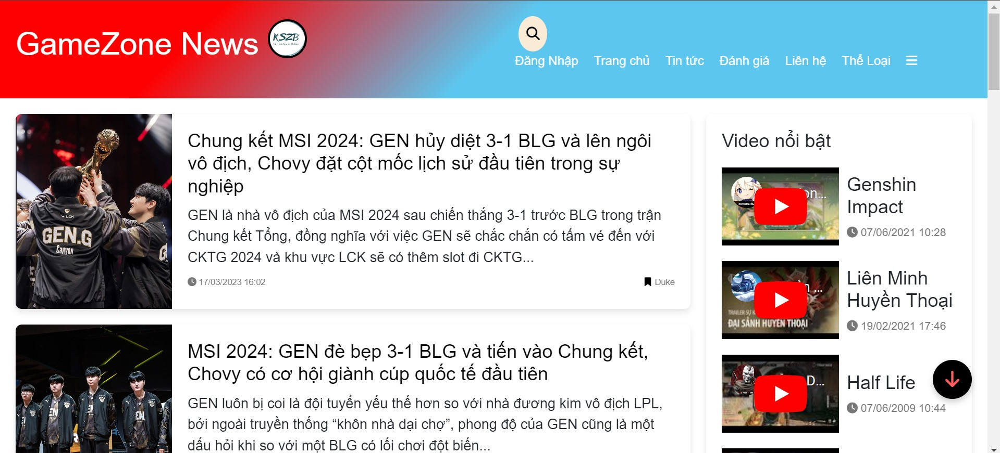 GameZone News
KSZB
Tin Tức Game Online
Đăng Nhập
Trang chủ
Tin tức
Đánh giá
Liên hệ
Thể Loại
LCK
GEN.G
Canyon
Chung kết MSI 2024: GEN hủy diệt 3-1 BLG và lên ngôi
vô địch, Chovy đặt cột mốc lịch sử đầu tiên trong sự
nghiệp
GEN là nhà vô địch của MSI 2024 sau chiến thắng 3-1 trước BLG trong trận
Chung kết Tổng, đồng nghĩa với việc GEN sẽ chắc chắn có tấm vé đến với
CKTG 2024 và khu vực LCK sẽ có thêm slot đi CKTG...
17/03/2023 16:02
Duke
MSI 2024: GEN đè bẹp 3-1 BLG và tiến vào Chung kết,
Chovy có cơ hội giành cúp quốc tế đầu tiên
GEN luôn bị coi là đội tuyển yếu thế hơn so với nhà đương kim vô địch LPL,
bởi ngoài truyền thống “khôn nhà dại chợ”, phong độ của GEN cũng là một
dấu hỏi khi so với một BLG có lối chơi đột biến...
Video nổi bật
Genshin
Impact
07/06/2021 10:28
ĐẠI SẢNH HUYỀN THOẠI
Liên Minh
Huyền Thoại
19/02/2021 17:46
D...
Half Life
07/06/2009 10:44